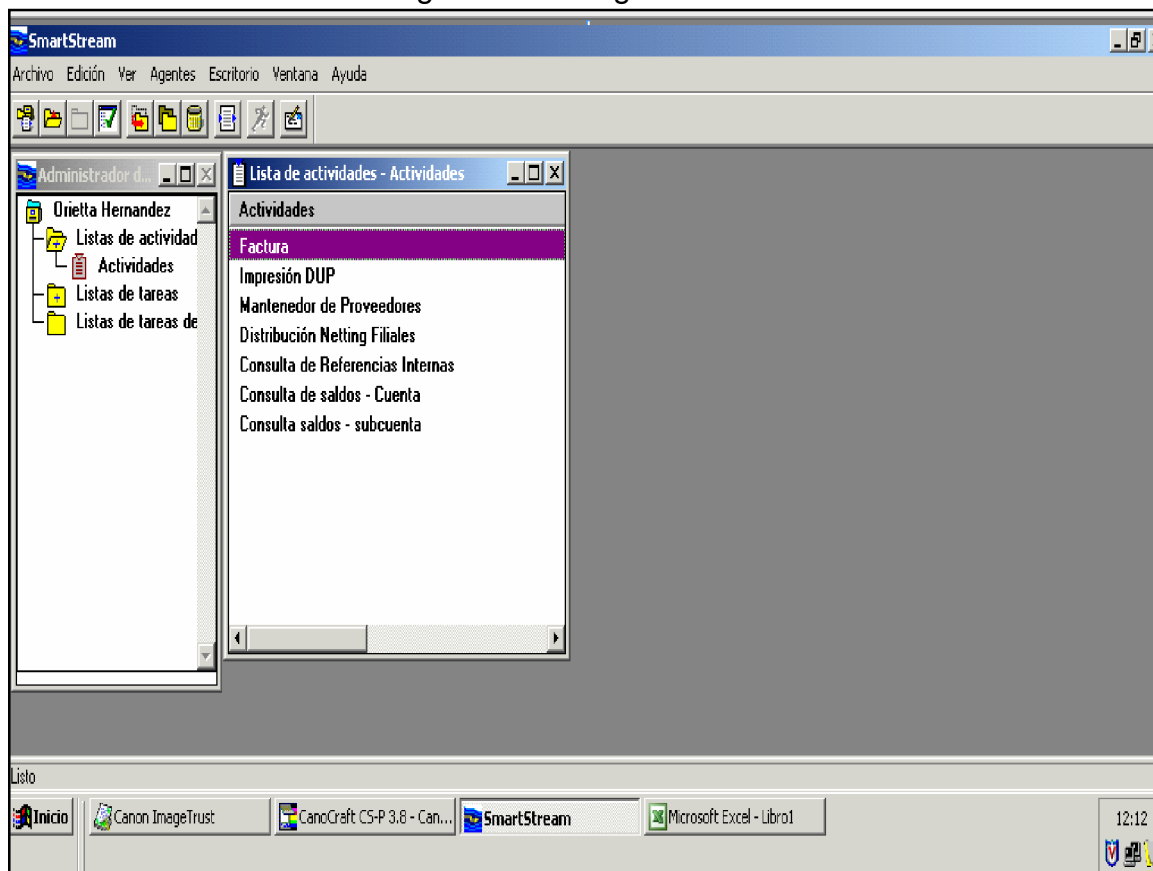 SmartStream
Archivo Edición Ver Agentes Escritorio Ventana Ayuda
Administrador d...
Orietta Hernandez
Listas de activida
Actividades
Listas de tareas
Listas de tareas de
Lista de actividades - Actividades
Actividades
Factura
Impresión DUP
Mantenedor de Proveedores
Distribución Netting Filiales
Consulta de Referencias Internas
Consulta de saldos - Cuenta
Consulta saldos - subcuenta
Listo
Inicio
Canon ImageTrust
CanoCraft CS-P 3.8 - Can...
SmartStream
Microsoft Excel - Libro1
12:12